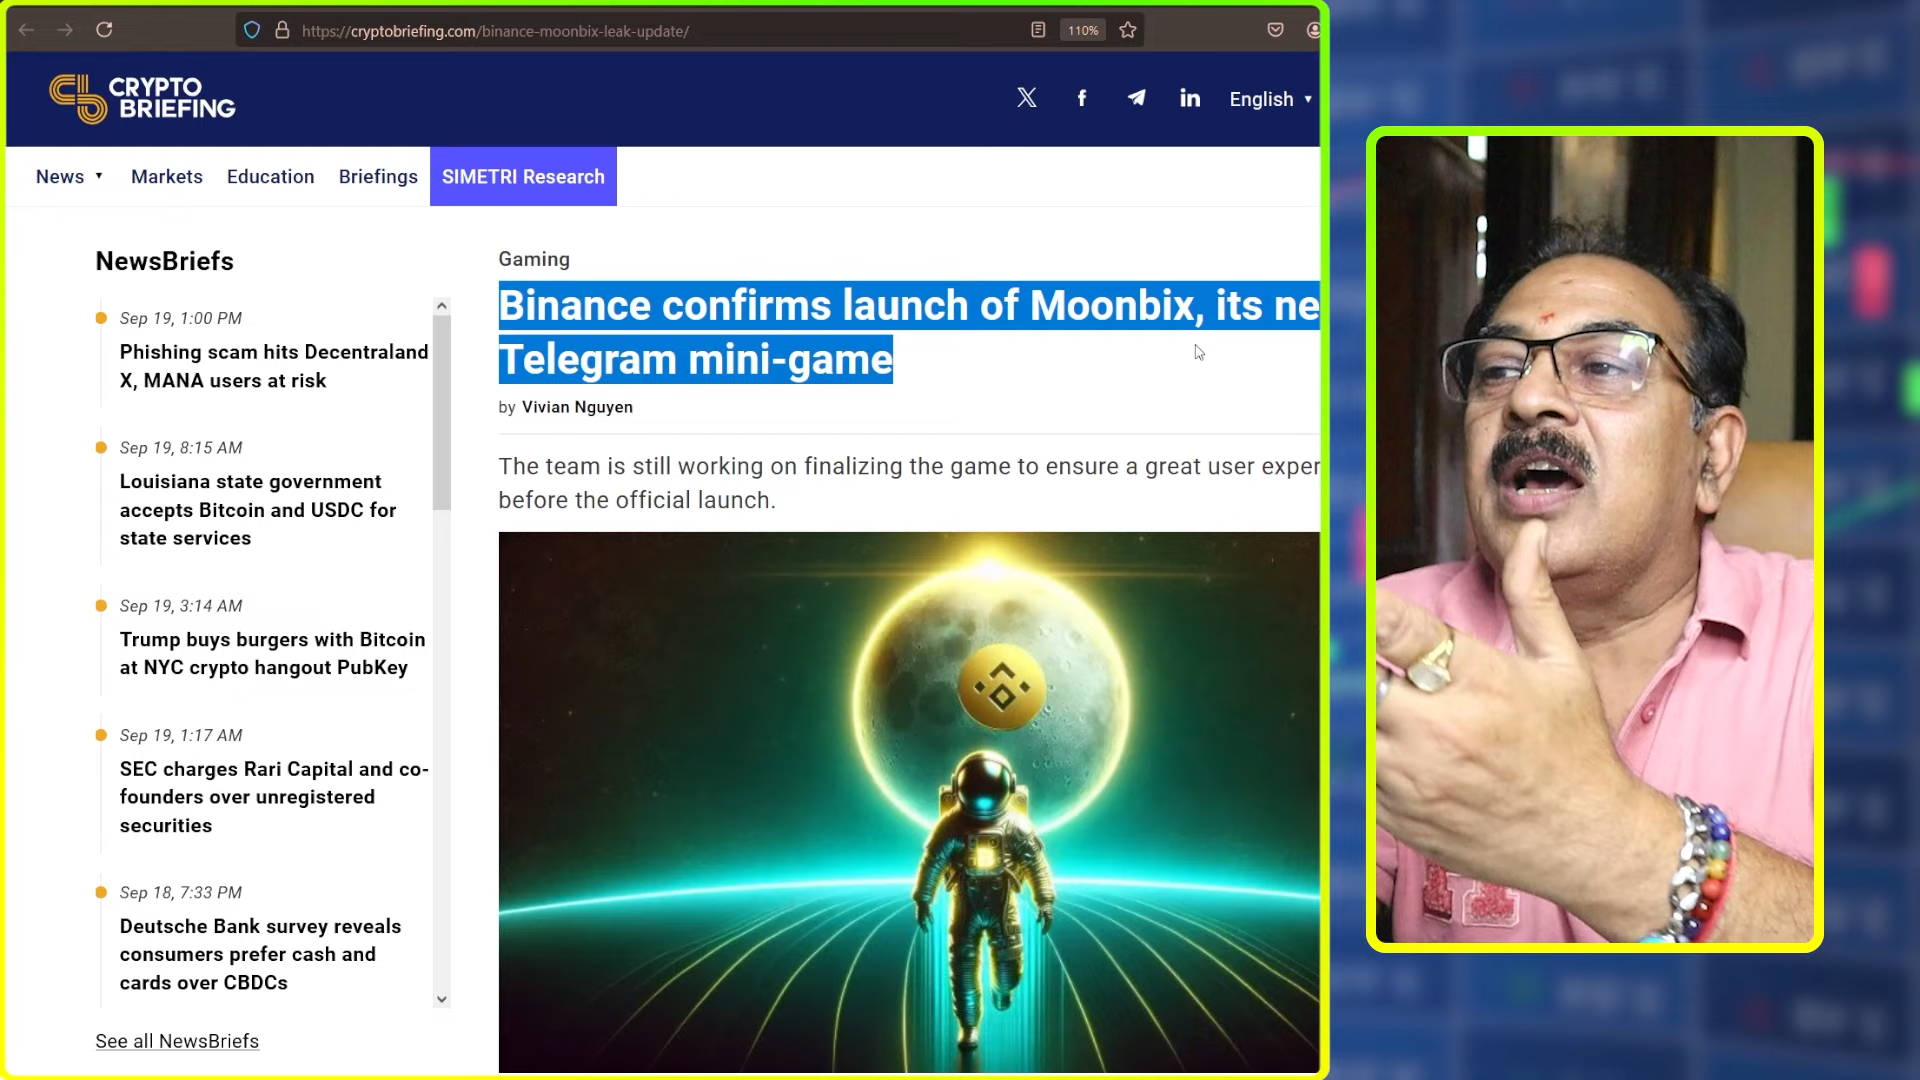 https://cryptobriefing.com/binance-moonbix-leak-update/
110%
CRYPTO
BRIEFING
English
News
Markets
Education
Briefings
SIMETRI Research
NewsBriefs
Sep 19, 1:00 PM
Phishing scam hits Decentraland
X, MANA users at risk
Sep 19, 8:15 AM
Louisiana state government
accepts Bitcoin and USDC for
state services
Sep 19, 3:14 AM
Trump buys burgers with Bitcoin
at NYC crypto hangout PubKey
Sep 19, 1:17 AM
SEC charges Rari Capital and co-
founders over unregistered
securities
Sep 18, 7:33 PM
Deutsche Bank survey reveals
consumers prefer cash and
cards over CBDCs
See all NewsBriefs
Gaming
Binance confirms launch of Moonbix, its ne
Telegram mini-game
by Vivian Nguyen
The team is still working on finalizing the game to ensure a great user exper
before the official launch.